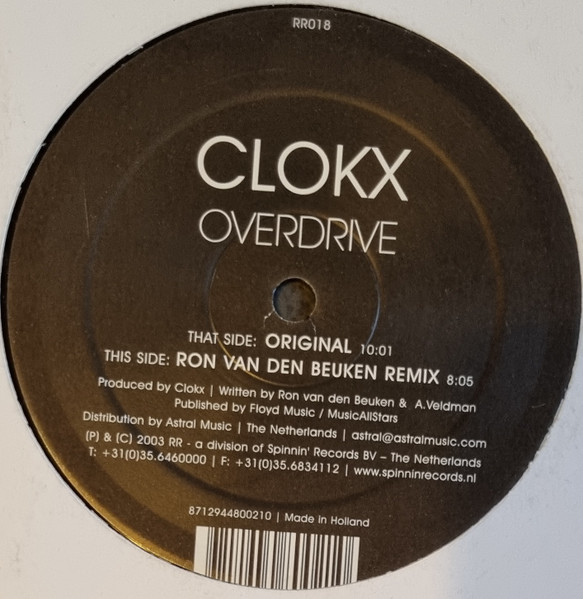 RR018
CLOKX
OVERDRIVE
THAT SIDE: ORIGINAL 10:01
THIS SIDE: RON VAN DEN BEUKEN REMIX 8:05
Produced by Clokx | Written by Ron van den Beuken & A.Veldman
Published by Floyd Music / MusicAllStars
Distribution by Astral Music | The Netherlands | astral@astralmusic.com
(P) & (C) 2003 RR - a division of Spinnin' Records BV – The Netherlands
T: +31(0)35.6460000 | F: +31(0)35.6834112 | www.spinninrecords.nl
8712944800210 | Made in Holland